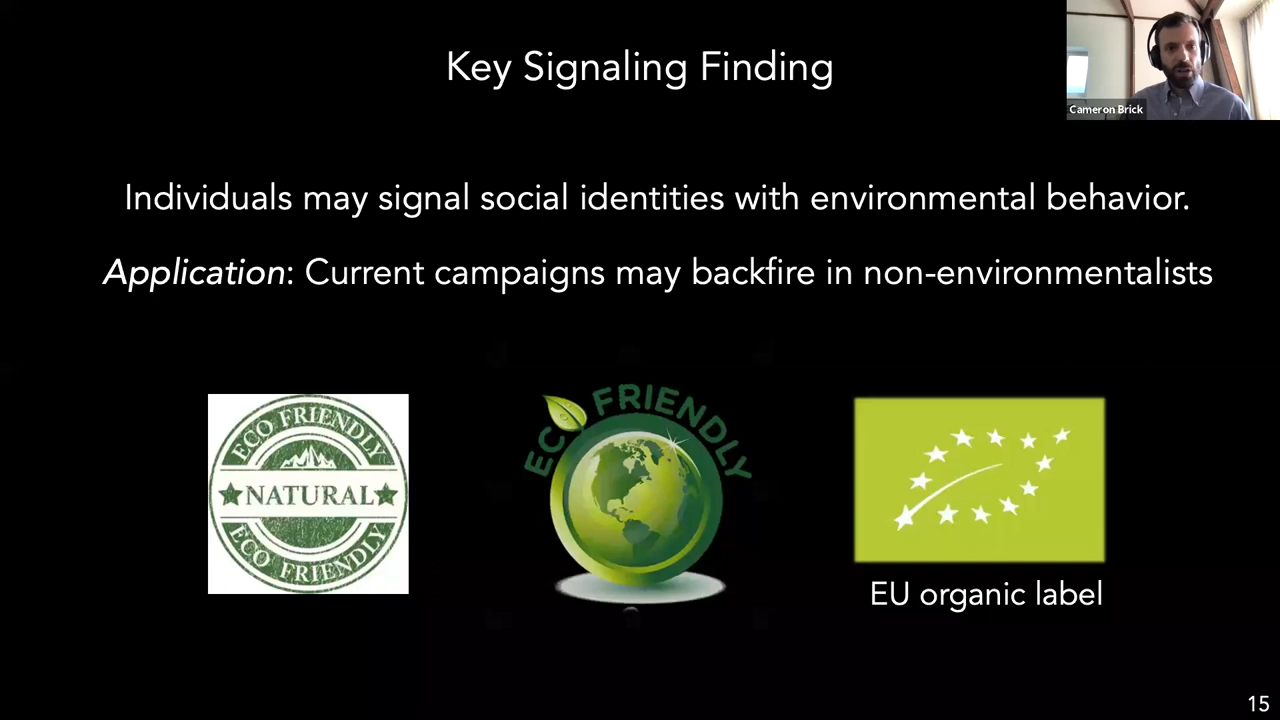 Key Signaling Finding
Cameron Brick
Individuals may signal social identities with environmental behavior.
Application: Current campaigns may backfire in non-environmentalists
ECO FRIENDLY
NATURAL
ECO FRIENDLY
ECO FRIENDLY
EU organic label
15